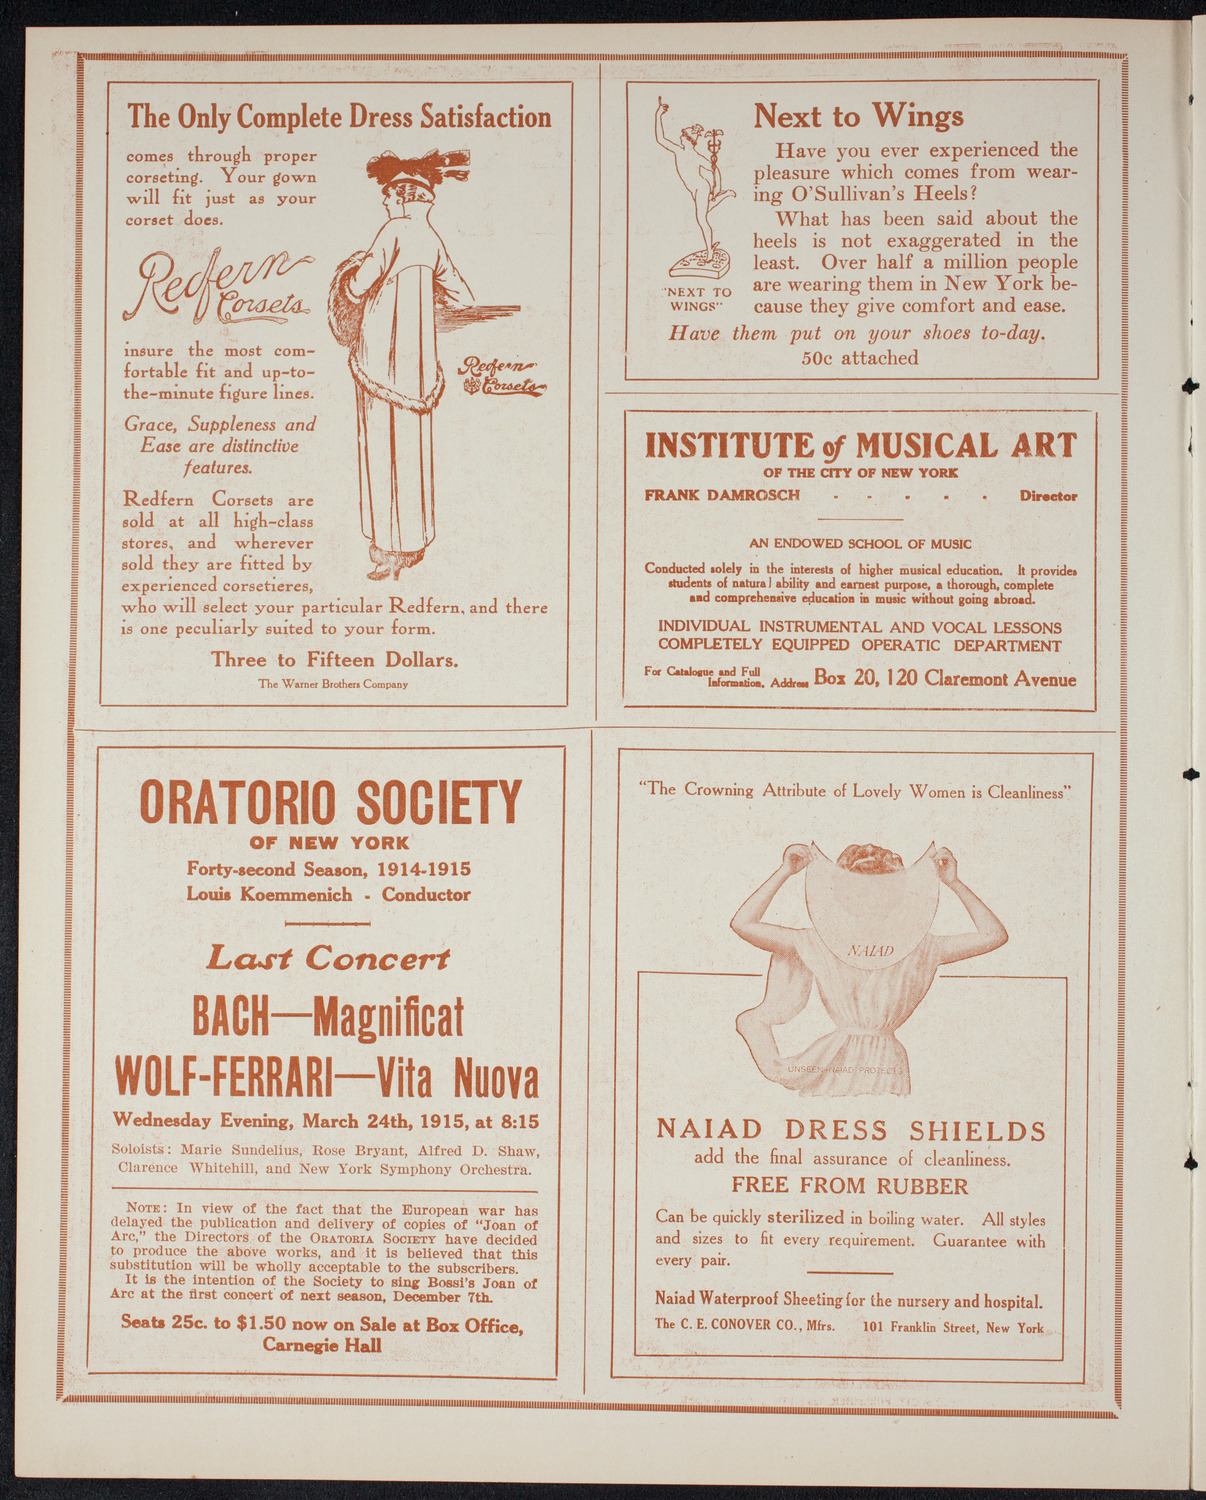 The Only Complete Dress Satisfaction
comes through proper
corseting. Your gown
will fit just as your
corset does.
Redfern
Corsets
insure the most com-
fortable fit and up-to-
the-minute figure lines.
Grace, Suppleness and
Ease are distinctive
features.
Redfern Corsets are
sold at all high-class
stores, and wherever
sold they are fitted by
experienced corsetieres,
who will select your particular Redfern, and there
is one peculiarly suited to your form.
Three to Fifteen Dollars.
The Warner Brothers Company
Redfern
Corsets
Next to Wings
Have you ever experienced the
pleasure which comes from wear-
ing O'Sullivan's Heels?
What has been said about the
heels is not exaggerated in the
least. Over half a million people
are wearing them in New York be-
cause they give comfort and ease.
"NEXT TO
WINGS"
Have them put on your shoes to-day.
50c attached
INSTITUTE of MUSICAL ART
OF THE CITY OF NEW YORK
FRANK DAMROSCH - - - - - Director
AN ENDOWED SCHOOL OF MUSIC
Conducted solely in the interests of higher musical education. It provides
students of natural ability and earnest purpose, a thorough, complete
and comprehensive education in music without going abroad.
INDIVIDUAL INSTRUMENTAL AND VOCAL LESSONS
COMPLETELY EQUIPPED OPERATIC DEPARTMENT
For Catalogue and Full
Information, Address Box 20, 120 Claremont Avenue
ORATORIO SOCIETY
OF NEW YORK
Forty-second Season, 1914-1915
Louis Koemmenich - Conductor
Last Concert
BACH—Magnificat
WOLF-FERRARI—Vita Nuova
Wednesday Evening, March 24th, 1915, at 8:15
Soloists: Marie Sundelius, Rose Bryant, Alfred D. Shaw,
Clarence Whitehill, and New York Symphony Orchestra.
NOTE: In view of the fact that the European war has
delayed the publication and delivery of copies of "Joan of
Arc," the Directors of the ORATORIA SOCIETY have decided
to produce the above works, and it is believed that this
substitution will be wholly acceptable to the subscribers.
It is the intention of the Society to sing Bossi's Joan of
Arc at the first concert of next season, December 7th.
Seats 25c. to $1.50 now on Sale at Box Office,
Carnegie Hall
"The Crowning Attribute of Lovely Women is Cleanliness"
NAIAD
UNSEEN-NAIAD PROTECTS
NAIAD DRESS SHIELDS
add the final assurance of cleanliness.
FREE FROM RUBBER
Can be quickly sterilized in boiling water. All styles
and sizes to fit every requirement. Guarantee with
every pair.
Naiad Waterproof Sheeting for the nursery and hospital.
The C. E. CONOVER CO., Mfrs. 101 Franklin Street, New York